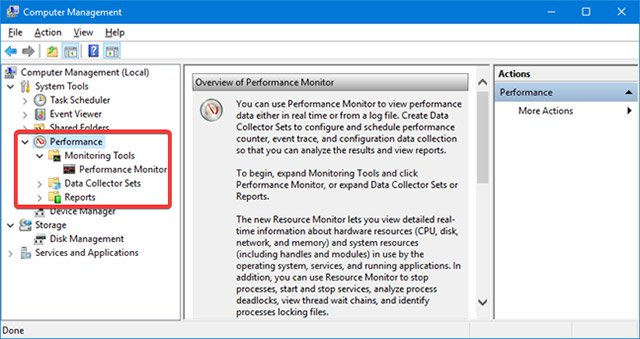 Computer Management
File Action View Help
Computer Management (Local)
System Tools
Task Scheduler
Event Viewer
Shared Folders
Performance
Monitoring Tools
Performance Monitor
Data Collector Sets
Reports
Device Manager
Storage
Disk Management
Services and Applications
Overview of Performance Monitor
You can use Performance Monitor to view performance
data either in real time or from a log file. Create Data
Collector Sets to configure and schedule performance
counter, event trace, and configuration data collection
so that you can analyze the results and view reports.
To begin, expand Monitoring Tools and click
Performance Monitor, or expand Data Collector Sets or
Reports.
The new Resource Monitor lets you view detailed real-
time information about hardware resources (CPU, disk,
network, and memory) and system resources
(including handles and modules) in use by the
operating system, services, and running applications. In
addition, you can use Resource Monitor to stop
processes, start and stop services, analyze process
deadlocks, view thread wait chains, and identify
processes locking files.
Actions
Performance
More Actions
Done